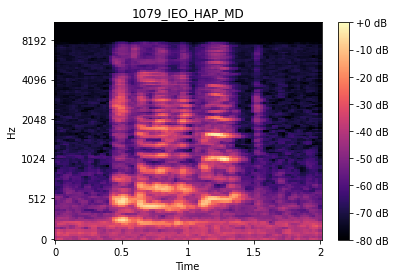 1079_IEO_HAP_MD
Hz
8192
4096
2048
1024
512
0
0
0.5
1
1.5
2
Time
+0 dB
-10 dB
-20 dB
-30 dB
-40 dB
-50 dB
-60 dB
-70 dB
-80 dB